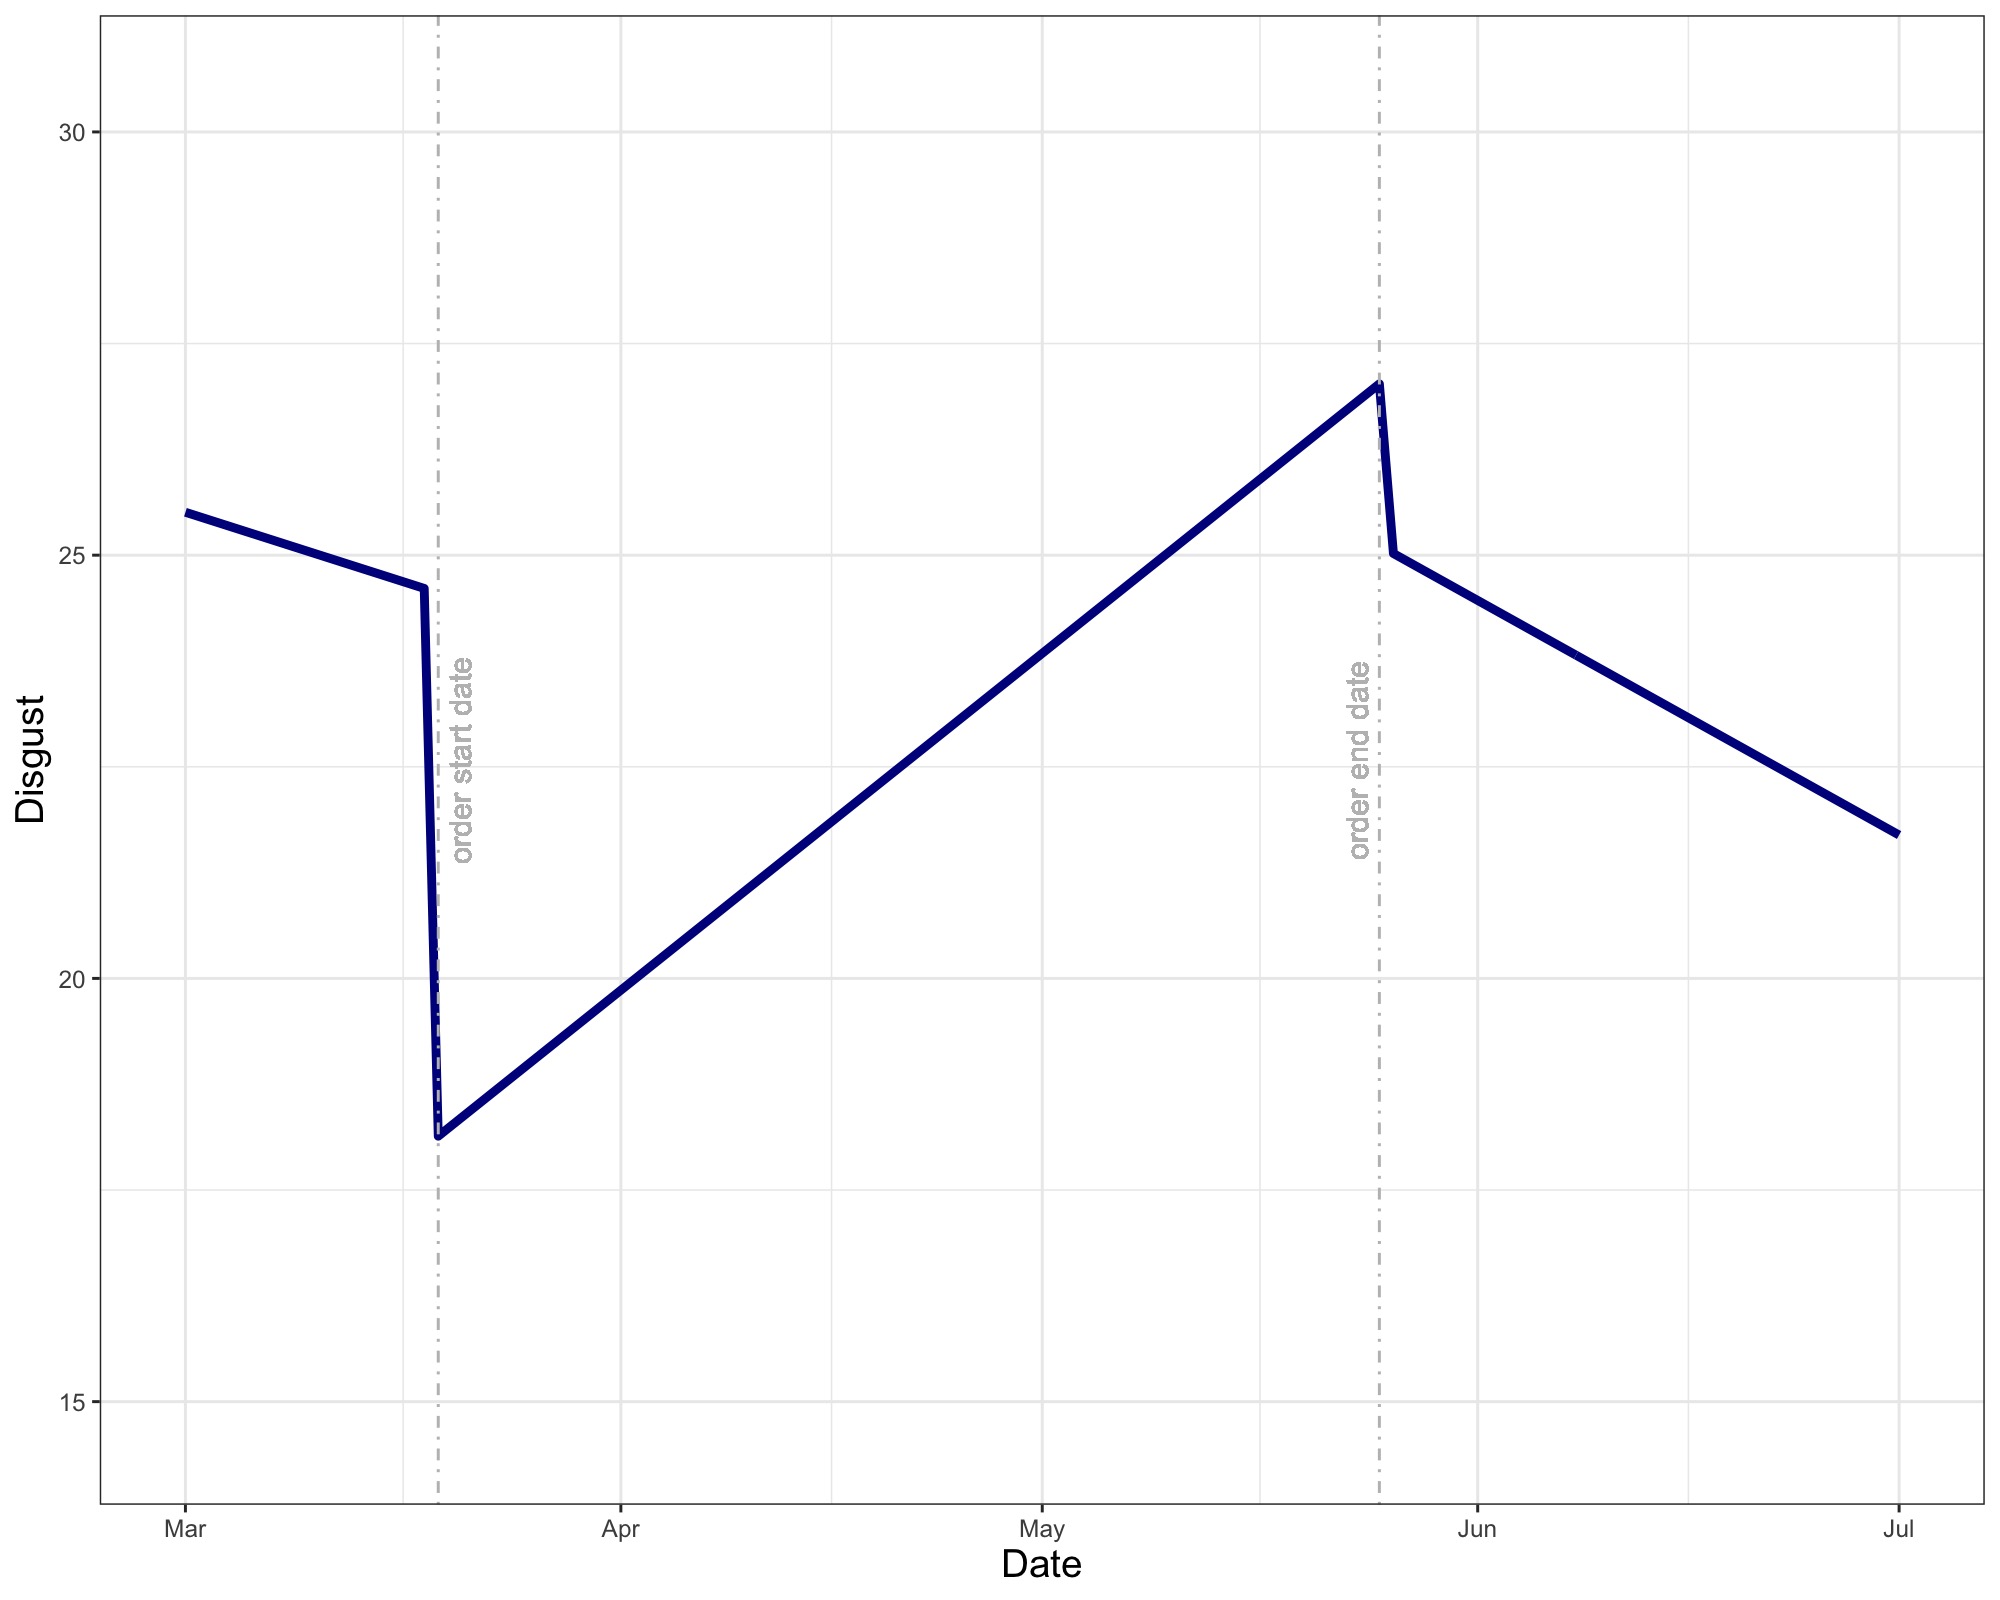 30
25
20
15
Disgust
order start date
order end date
Mar Apr May Jun Jul
Date